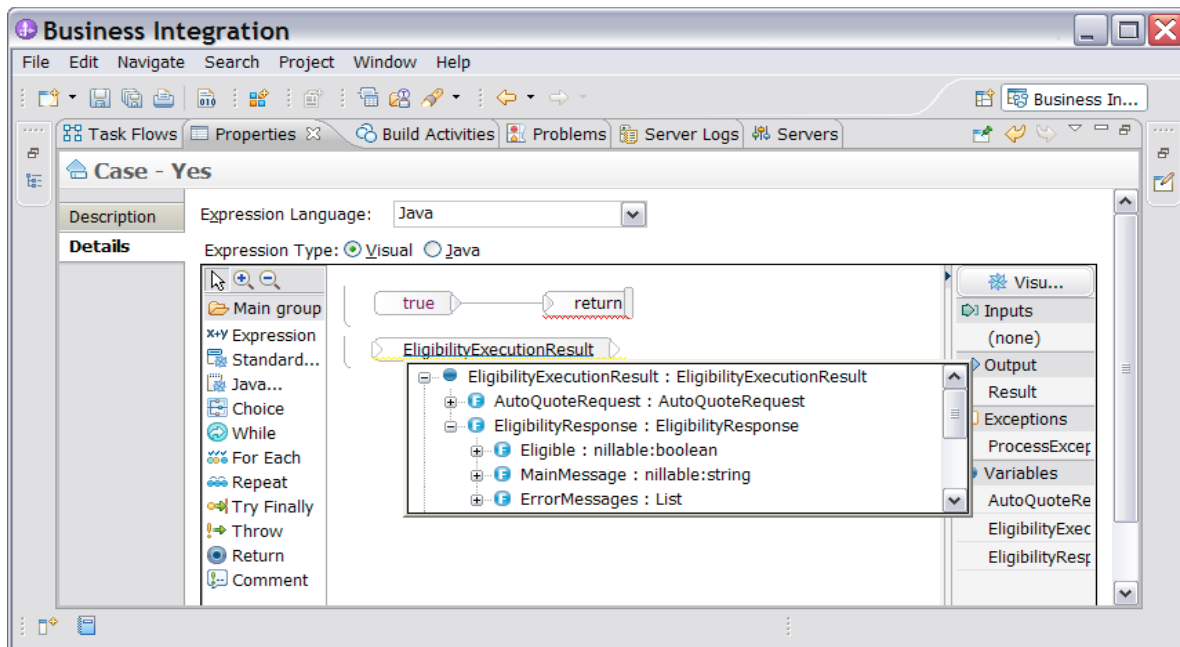 Business Integration
File Edit Navigate Search Project Window Help
Business In...
Task Flows Properties Build Activities Problems Server Logs Servers
Case - Yes
Description
Details
Expression Language: Java
Expression Type: Visual Java
Main group
x+y Expression
Standard...
Java...
Choice
While
For Each
Repeat
Try Finally
Throw
Return
Comment
true
return
EligibilityExecutionResult
EligibilityExecutionResult : EligibilityExecutionResult
AutoQuoteRequest : AutoQuoteRequest
EligibilityResponse : EligibilityResponse
Eligible : nillable:boolean
MainMessage : nillable:string
ErrorMessages : List
Visu...
Inputs
(none)
Output
Result
Exceptions
ProcessExcep
Variables
AutoQuoteRe
EligibilityExec
EligibilityResp